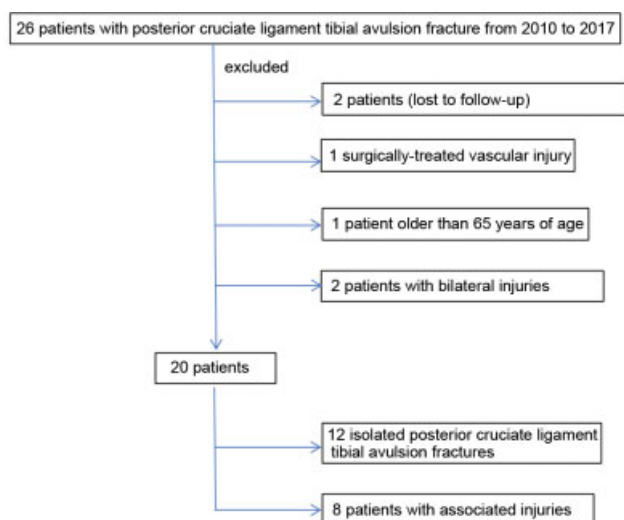 26 patients with posterior cruciate ligament tibial avulsion fracture from 2010 to 2017
excluded
2 patients (lost to follow-up)
1 surgically-treated vascular injury
1 patient older than 65 years of age
2 patients with bilateral injuries
20 patients
12 isolated posterior cruciate ligament
tibial avulsion fractures
8 patients with associated injuries